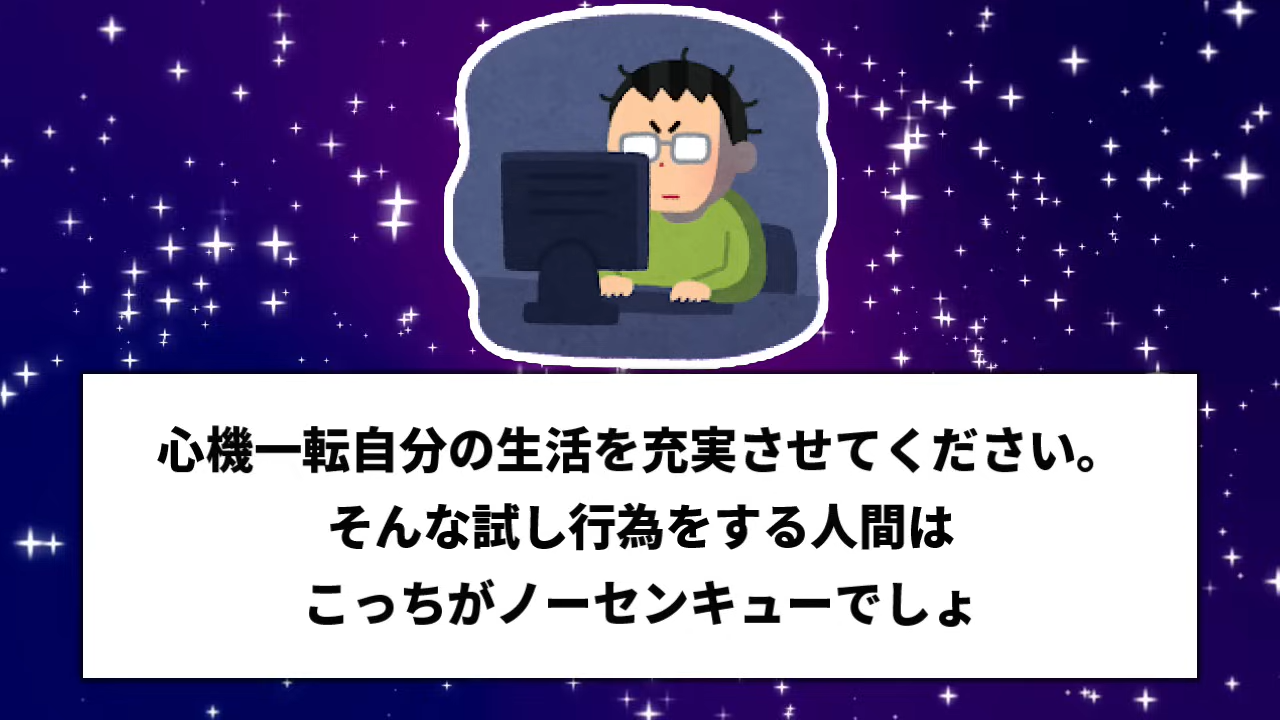 心機一転自分の生活を充実させてください。
そんな試し行為をする人間は
こっちがノーセンキューでしょ